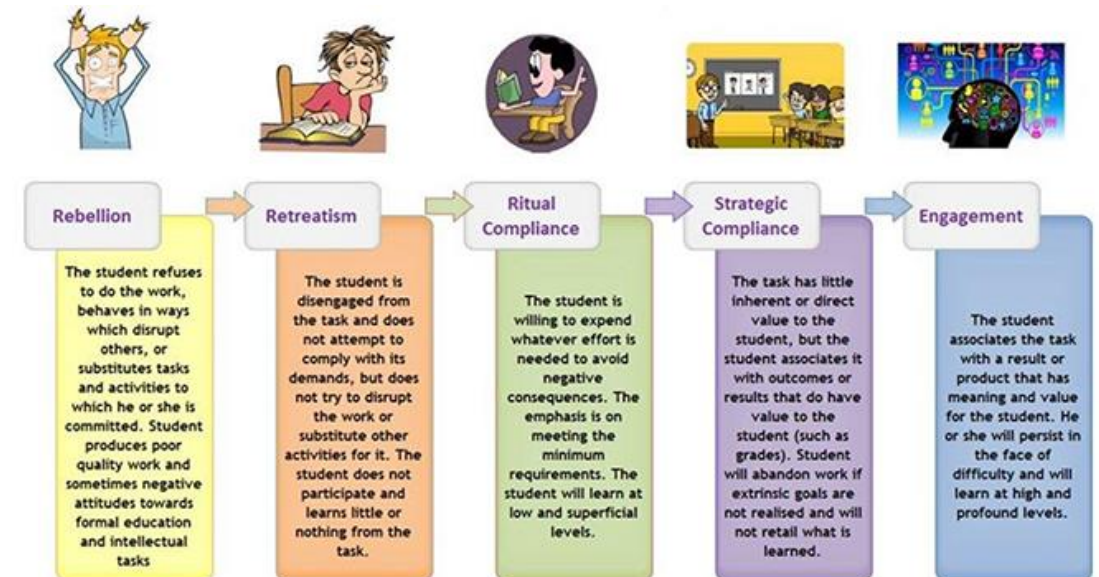 Rebellion
The student refuses
to do the work,
behaves in ways
which disrupt
others, or
substitutes tasks
and activities to
which he or she is
committed. Student
produces poor
quality work and
sometimes negative
attitudes towards
formal education
and intellectual
tasks
Retreatism
The student is
disengaged from
the task and does
not attempt to
comply with its
demands, but does
not try to disrupt
the work or
substitute other
activities for it. The
student does not
participate and
learns little or
nothing from the
task.
Ritual
Compliance
The student is
willing to expend
whatever effort is
needed to avoid
negative
consequences. The
emphasis is on
meeting the
minimum
requirements. The
student will learn at
low and superficial
levels.
Strategic
Compliance
The task has little
inherent or direct
value to the
student, but the
student associates it
with outcomes or
results that do have
value to the
student (such as
grades). Student
will abandon work if
extrinsic goals are
not realised and will
not retail what is
learned.
Engagement
The student
associates the task
with a result or
product that has
meaning and value
for the student. He
or she will persist in
the face of
difficulty and will
learn at high and
profound levels.